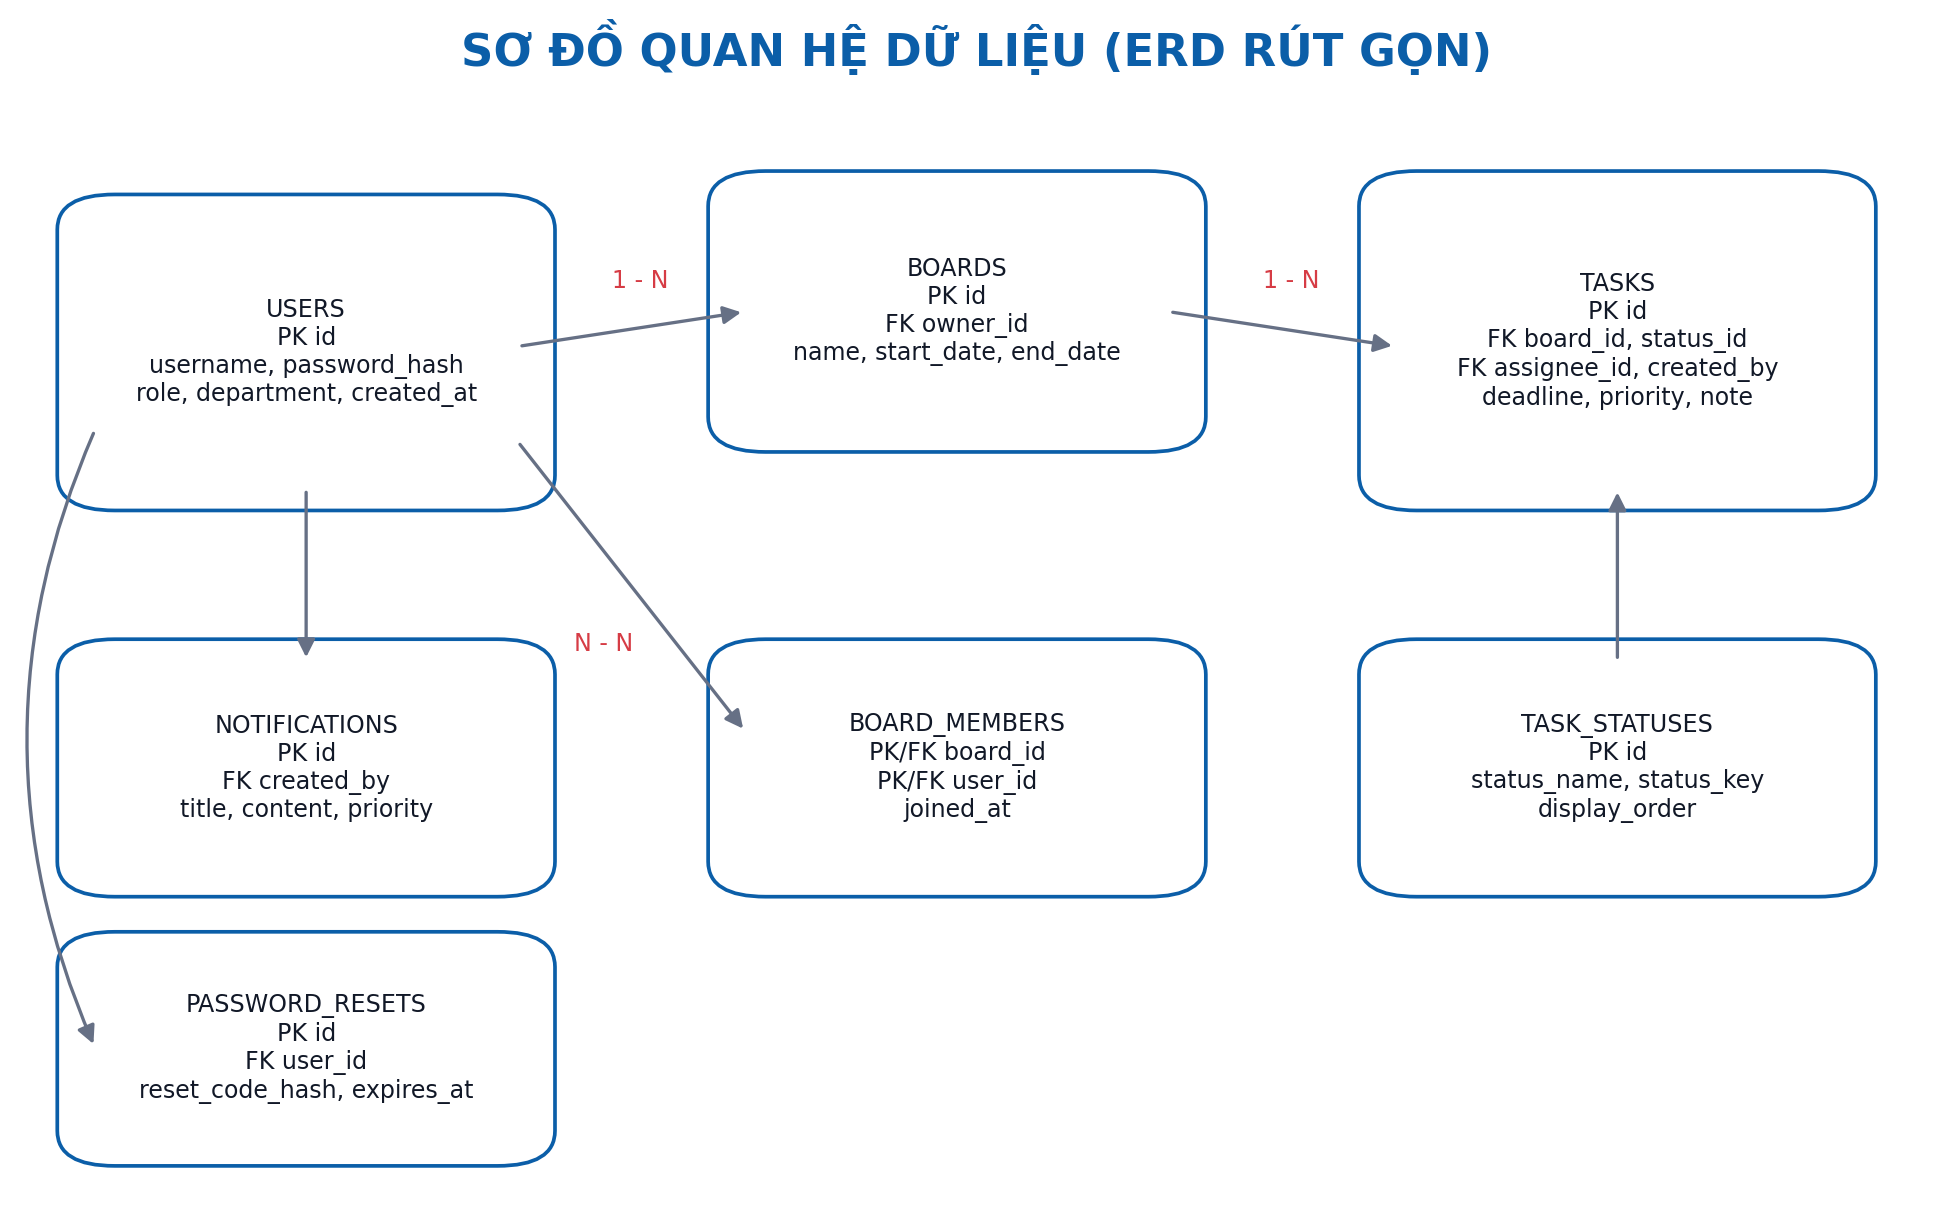 SƠ ĐỒ QUAN HỆ DỮ LIỆU (ERD RÚT GỌN)
USERS
PK id
username, password_hash
role, department, created_at
1 - N
BOARDS
PK id
FK owner_id
name, start_date, end_date
1 - N
TASKS
PK id
FK board_id, status_id
FK assignee_id, created_by
deadline, priority, note
N - N
NOTIFICATIONS
PK id
FK created_by
title, content, priority
BOARD_MEMBERS
PK/FK board_id
PK/FK user_id
joined_at
TASK_STATUSES
PK id
status_name, status_key
display_order
PASSWORD_RESETS
PK id
FK user_id
reset_code_hash, expires_at